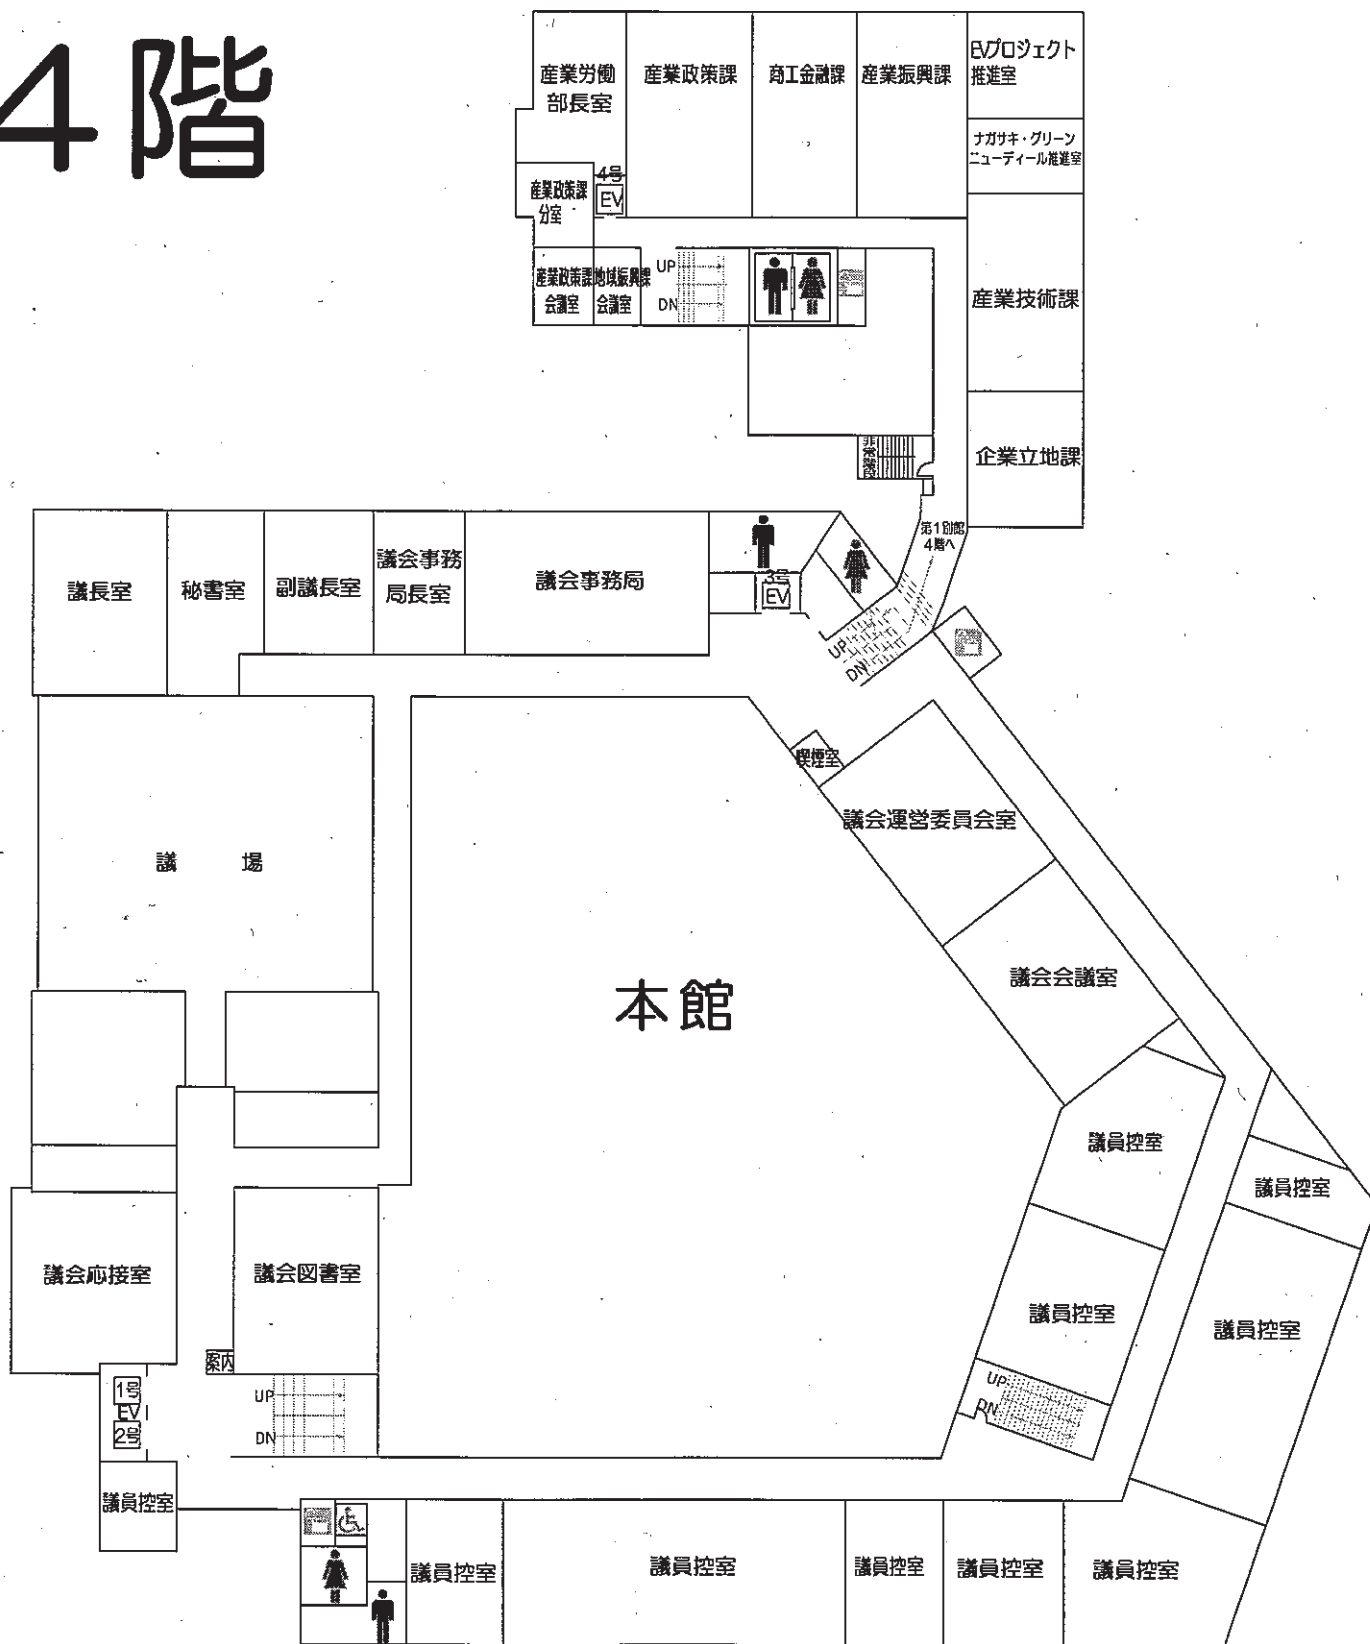 4階
産業労働
部長室
産業政策課
商工金融課
産業振興課
EVプロジェクト
推進室
ナガサキ・グリーン
ニューディール推進室
産業政策課
分室
4号
EV
産業政策課
会議室
地域振興課
会議室
UP
DN
産業技術課
企業立地課
非常階段
第1別館
4階へ
議長室
秘書室
副議長室
議会事務
局長室
議会事務局
3号
EV
UP
DN
喫煙室
議会運営委員会室
議場
議会会議室
本館
議員控室
議員控室
議会応接室
議会図書室
議員控室
議員控室
案内
1号
EV
2号
UP
DN
UP
DN
議員控室
議員控室
議員控室
議員控室
議員控室
議員控室